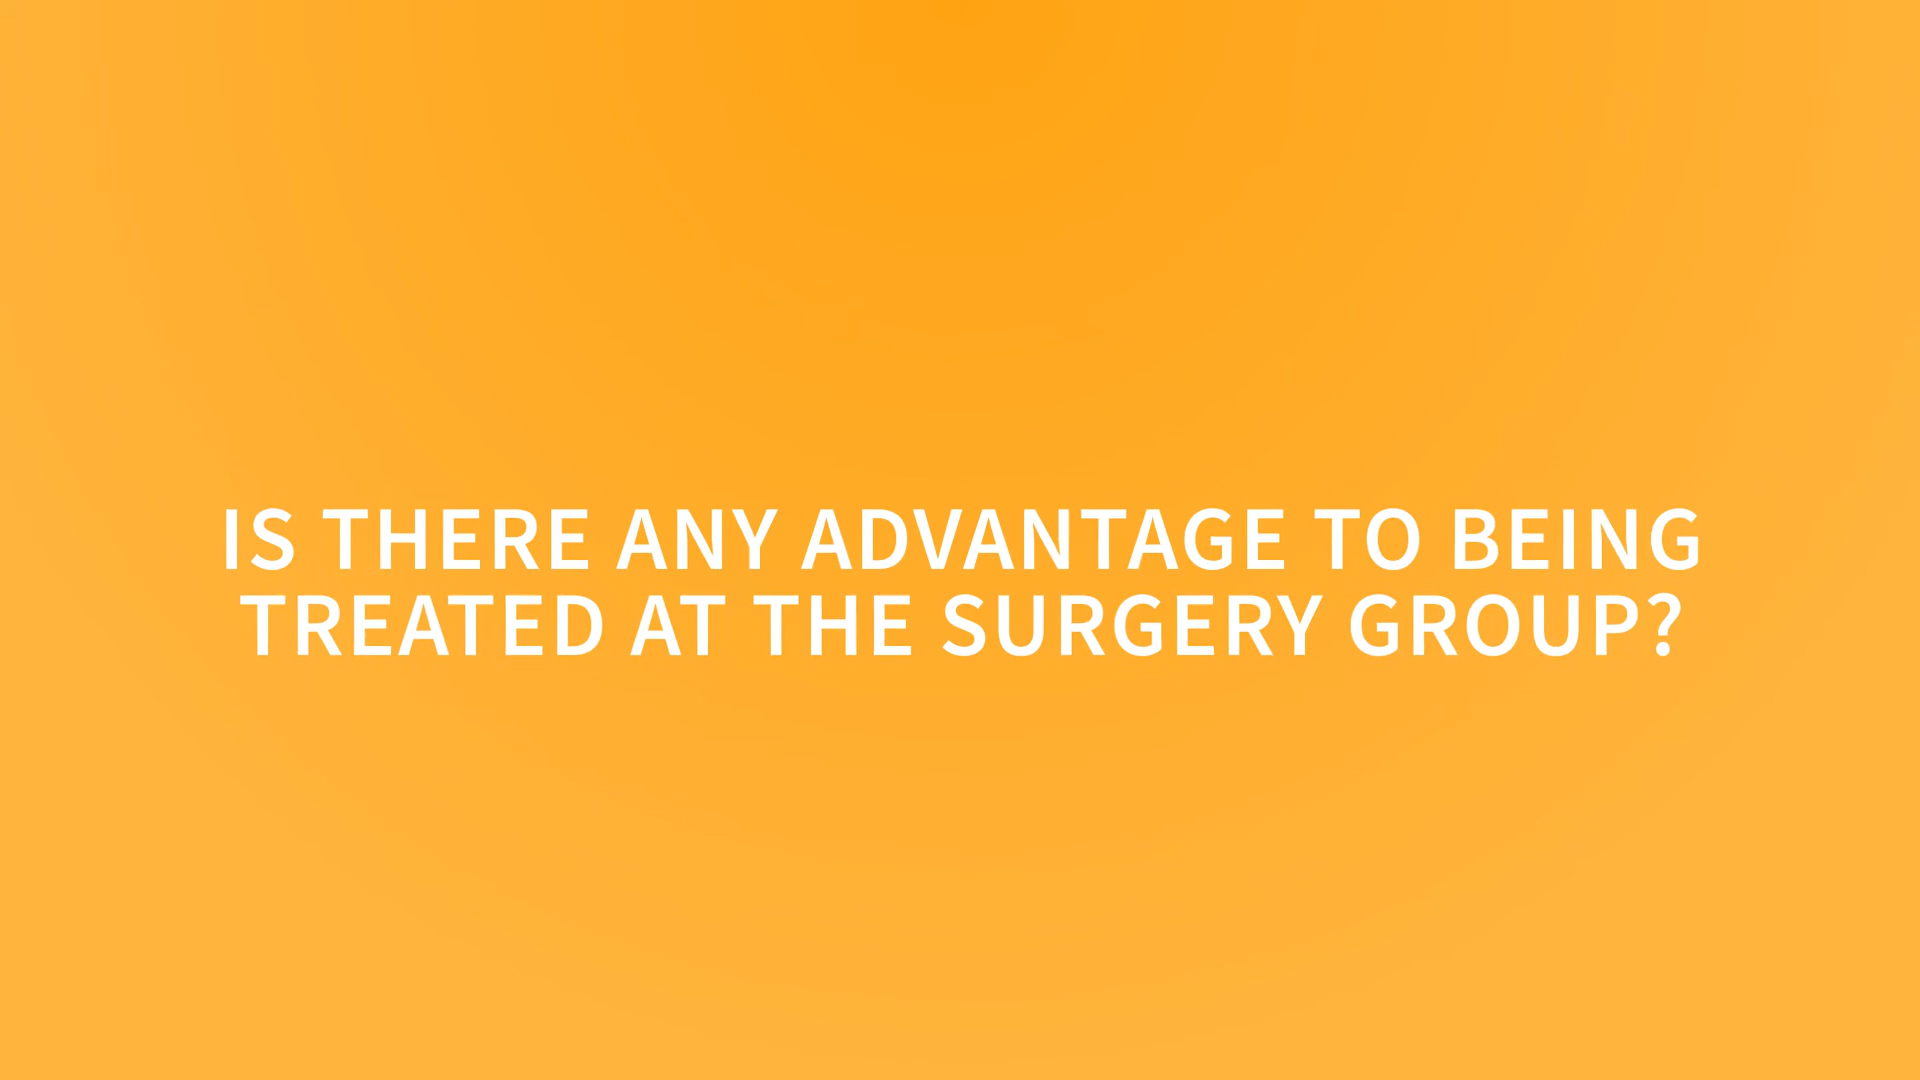 IS THERE ANY ADVANTAGE TO BEING
TREATED AT THE SURGERY GROUP?